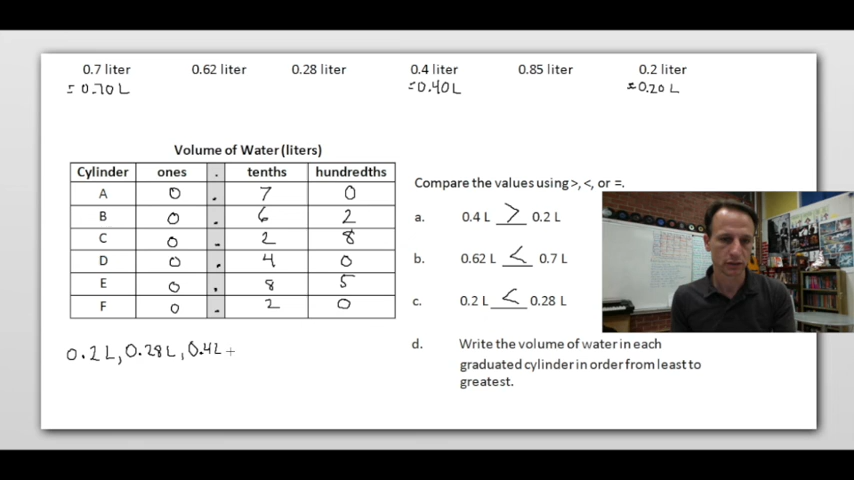 0.7 liter 0.62 liter 0.28 liter 0.4 liter 0.85 liter 0.2 liter
= 0.70 L = 0.40 L = 0.20 L
Volume of Water (liters)
Cylinder ones . tenths hundredths
A 0 . 7 0
B 0 . 6 2
C 0 . 2 8
D 0 . 4 0
E 0 . 8 5
F 0 . 2 0
0.2 L, 0.28 L, 0.4L
Compare the values using >, <, or =.
a. 0.4 L > 0.2 L
b. 0.62 L < 0.7 L
c. 0.2 L < 0.28 L
d. Write the volume of water in each
graduated cylinder in order from least to
greatest.